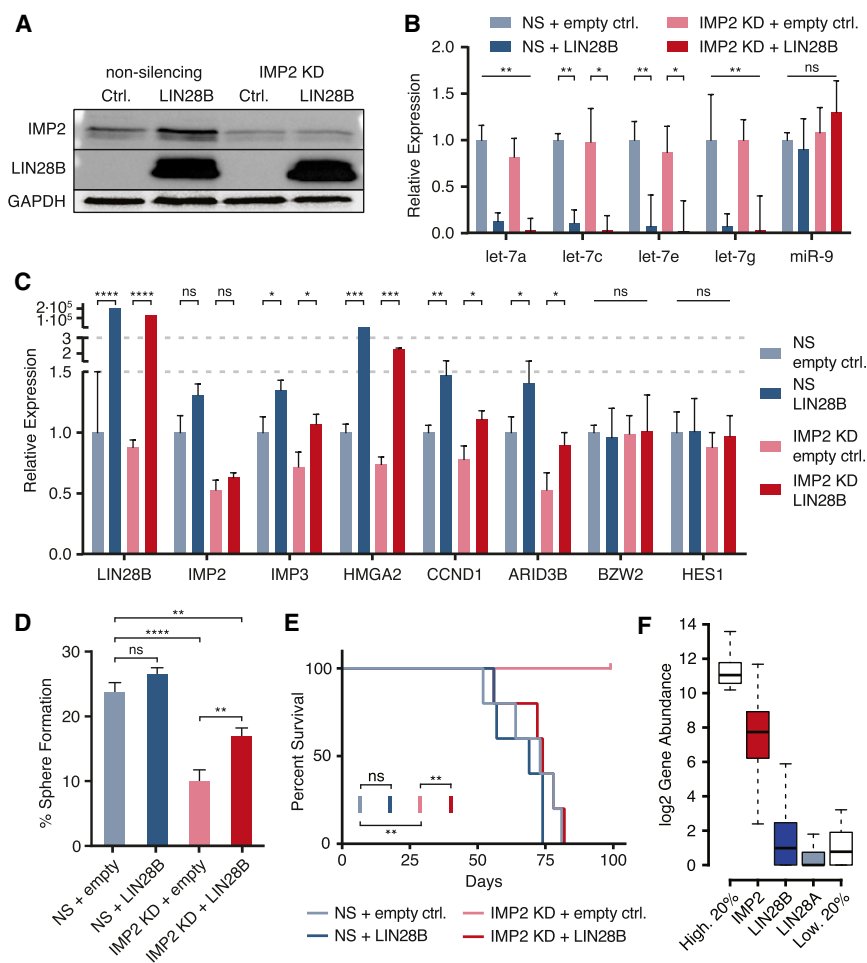 A
non-silencing IMP2 KD
Ctrl. LIN28B Ctrl. LIN28B
IMP2
LIN28B
GAPDH
B
NS + empty ctrl. IMP2 KD + empty ctrl.
NS + LIN28B IMP2 KD + LIN28B
Relative Expression
2.0
1.5
1.0
0.5
0.0
** ** * ** * ** ns
let-7a let-7c let-7e let-7g miR-9
C
Relative Expression
**** **** ns ns * * *** *** ** * * * ns ns
2·10⁵
1·10⁵
3
2
1.5
1.0
0.5
0.0
LIN28B IMP2 IMP3 HMGA2 CCND1 ARID3B BZW2 HES1
NS
empty ctrl.
NS
LIN28B
IMP2 KD
empty ctrl.
IMP2 KD
LIN28B
D
% Sphere Formation
30
20
10
0
**
****
ns
**
NS + empty
NS + LIN28B
IMP2 KD + empty
IMP2 KD + LIN28B
E
Percent Survival
100
50
0
ns **
**
0 25 50 75 100
Days
NS + empty ctrl. IMP2 KD + empty ctrl.
NS + LIN28B IMP2 KD + LIN28B
F
log2 Gene Abundance
14
12
10
8
6
4
2
0
High. 20%
IMP2
LIN28B
LIN28A
Low. 20%